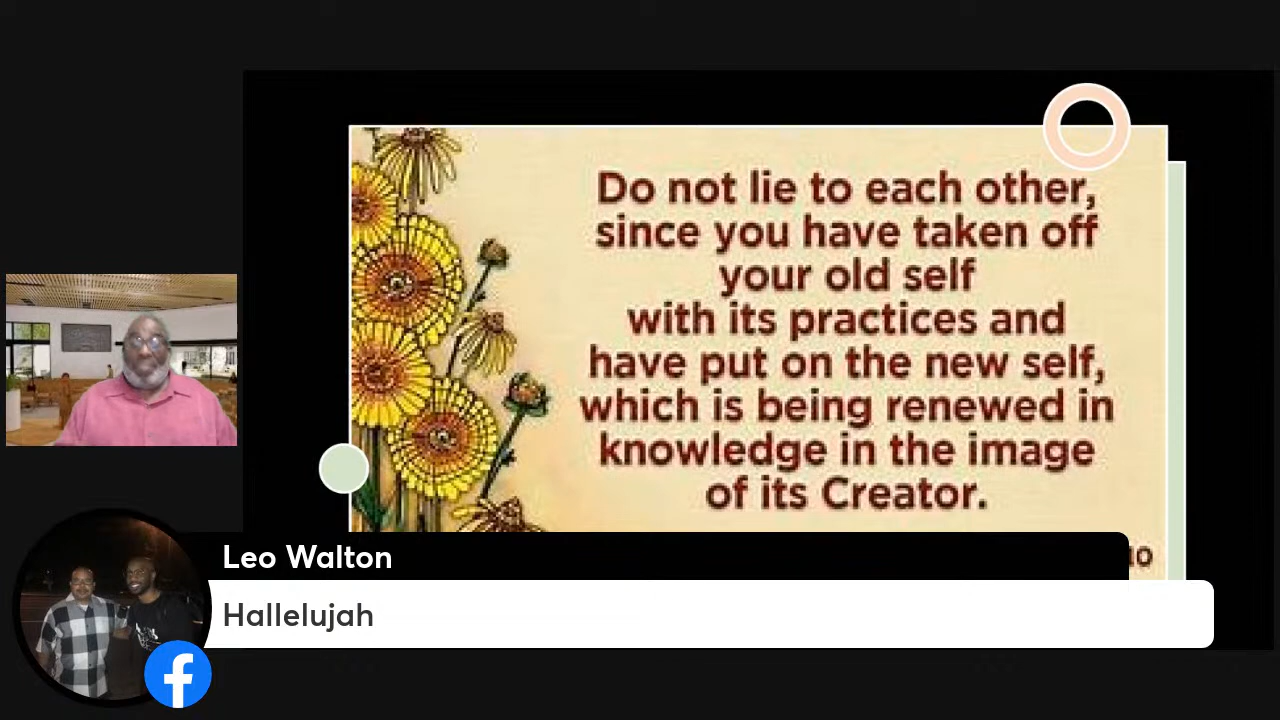 Do not lie to each other,
since you have taken off
your old self
with its practices and
have put on the new self,
which is being renewed in
knowledge in the image
of its Creator.
10
Leo Walton
Hallelujah